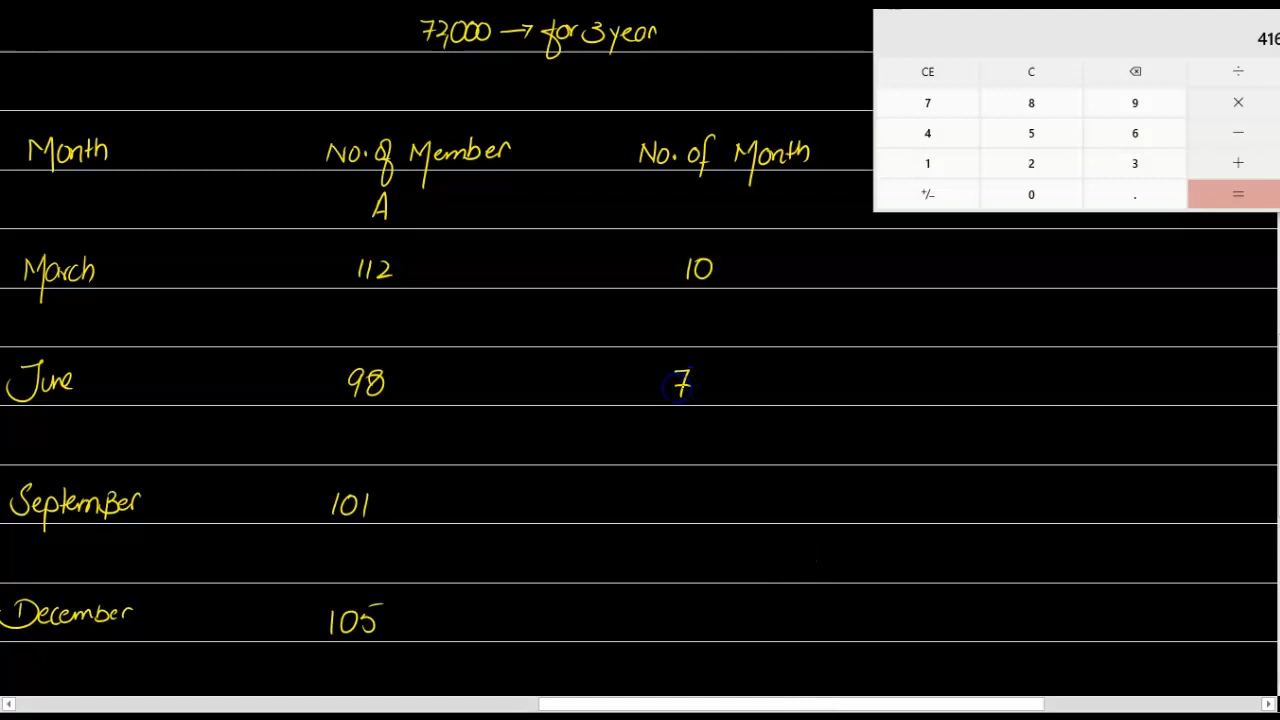 72,000 → for 3 year
416
CE C ⌫ ÷
7 8 9 ×
4 5 6 −
1 2 3 +
+/− 0 . =
Month No. of Member No. of Month
A
March 112 10
June 98 7
September 101
December 105